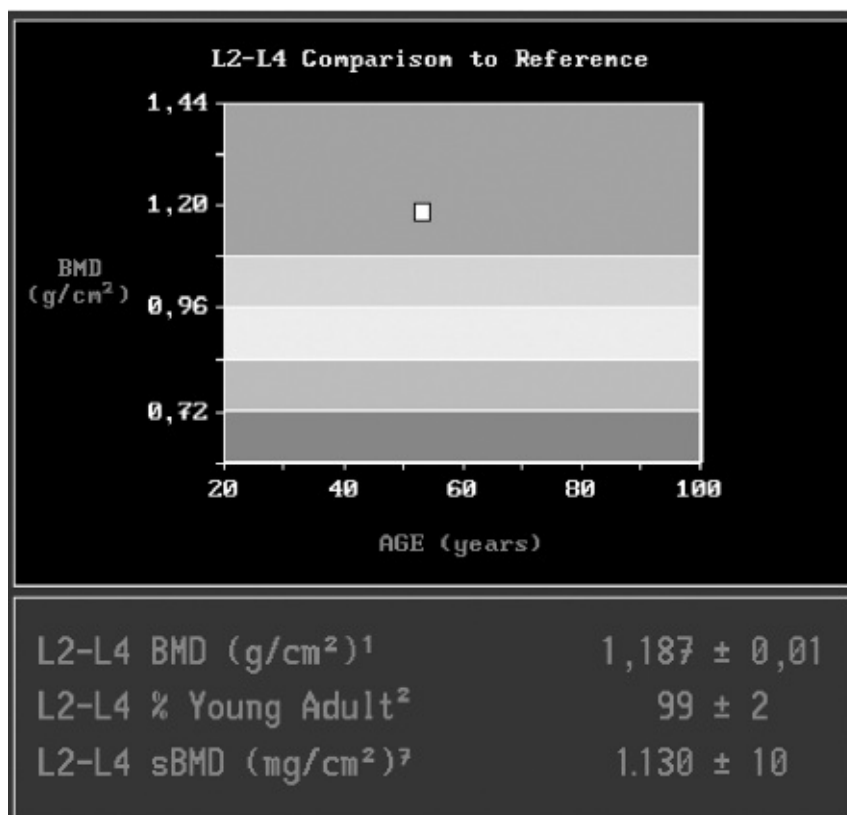 L2-L4 Comparison to Reference
1,44
1,20
BMD
(g/cm²)
0,96
0,72
20 40 60 80 100
AGE (years)
L2-L4 BMD (g/cm²)¹ 1,187 ± 0,01
L2-L4 % Young Adult² 99 ± 2
L2-L4 sBMD (mg/cm²)⁷ 1.130 ± 10